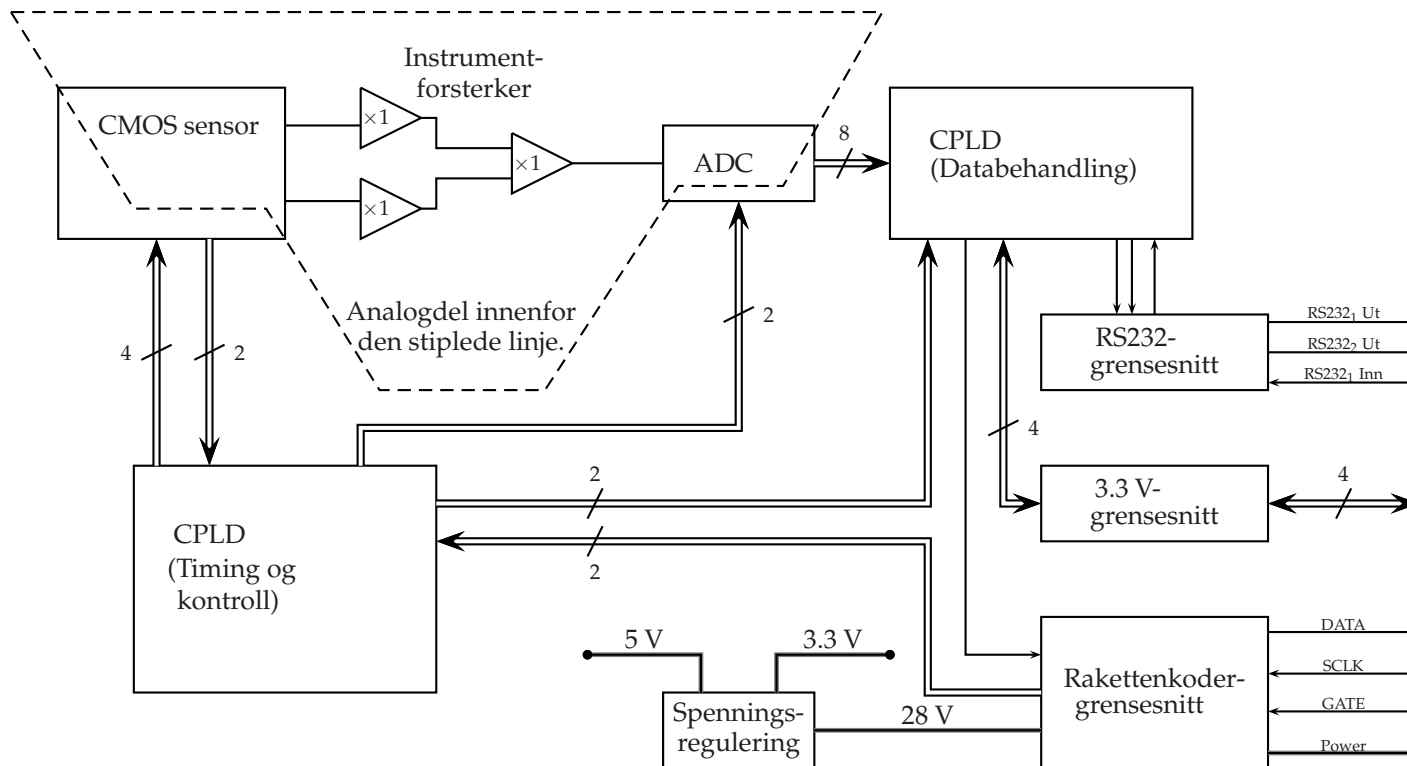 Instrument-
forsterker
CMOS sensor
×1
×1
×1
ADC
8
CPLD
(Databehandling)
Analogdel innenfor
den stiplede linje.
4
2
2
RS232-
grensesnitt
RS232₁ Ut
RS232₂ Ut
RS232₁ Inn
4
3.3 V-
grensesnitt
4
2
2
CPLD
(Timing og
kontroll)
5 V
3.3 V
Spennings-
regulering
28 V
Rakettenkoder-
grensesnitt
DATA
SCLK
GATE
Power